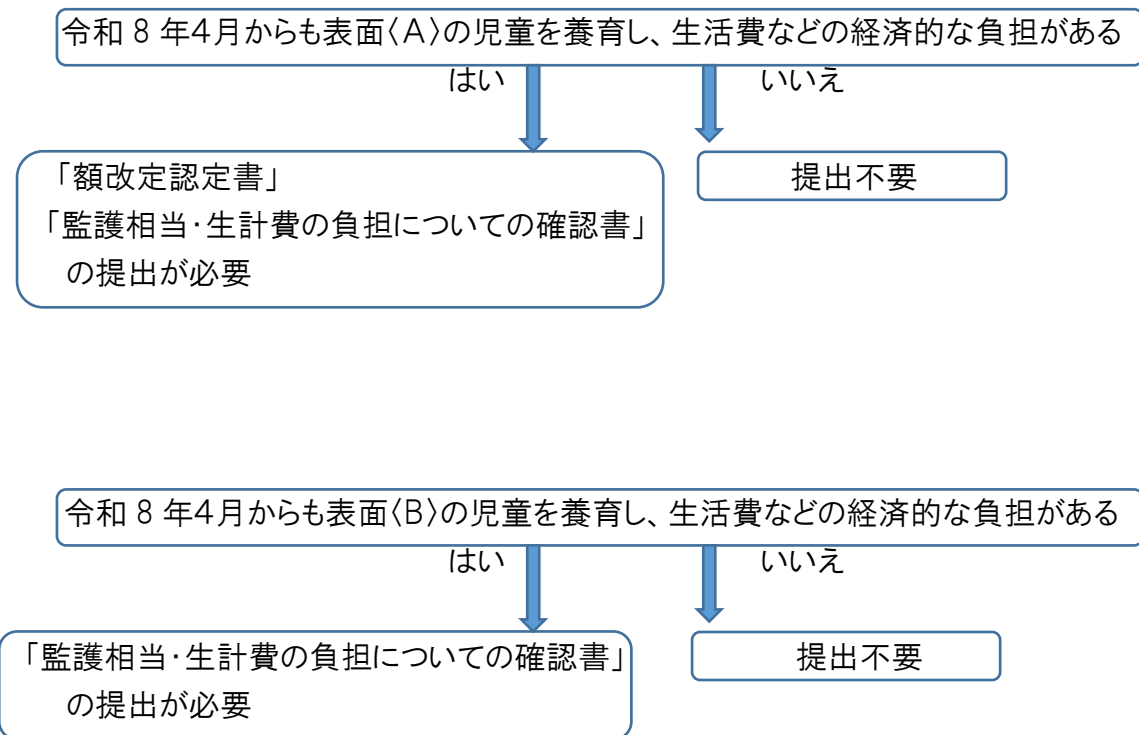 令和 8 年4月からも表面〈A〉の児童を養育し、生活費などの経済的な負担がある
はい
いいえ
「額改定認定書」
「監護相当・生計費の負担についての確認書」
の提出が必要
提出不要
令和 8 年4月からも表面〈B〉の児童を養育し、生活費などの経済的な負担がある
はい
いいえ
「監護相当・生計費の負担についての確認書」
の提出が必要
提出不要